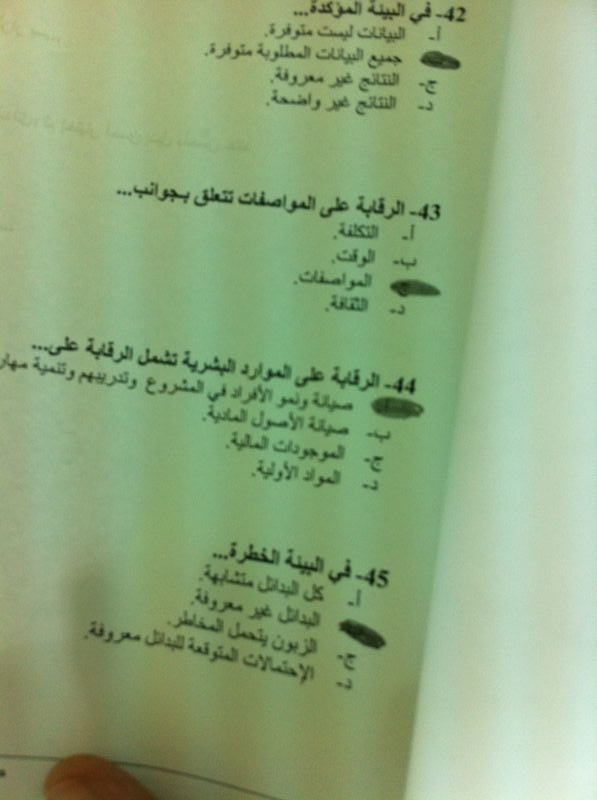 42- في البيئة المؤكدة...
أ- البيانات ليست متوفرة.
جميع البيانات المطلوبة متوفرة.
ج- النتائج غير معروفة.
د- النتائج غير واضحة.
43- الرقابة على المواصفات تتعلق بجوانب...
أ- التكلفة.
ب- الوقت.
المواصفات.
د- الثقافة.
44- الرقابة على الموارد البشرية تشمل الرقابة على...
صيانة ونمو الأفراد في المشروع وتدريبهم وتنمية
ب- صيانة الأصول المادية.
ج- الموجودات المالية.
د- المواد الأولية.
45- في البيئة الخطرة...
أ- كل البدائل متشابهة.
البدائل غير معروفة.
ج- الزبون يتحمل المخاطر.
د- الإحتمالات المتوقعة للبدائل معروفة.